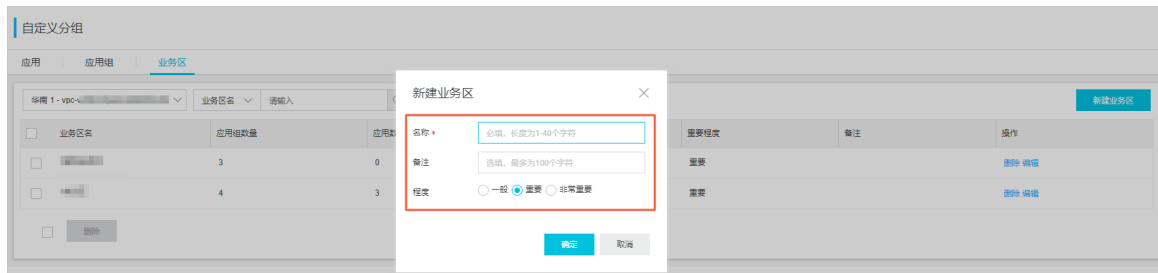 自定义分组
应用 应用组 业务区
华南 1 - vpc-v 业务区名 请输入 新建业务区
业务区名 应用组数量 应用数 重要程度 备注 操作
3 0 重要 删除 编辑
4 3 重要 删除 编辑
删除
新建业务区
名称 * 必填，长度为1-40个字符
备注 选填，最多为100个字符
程度 一般 重要 非常重要
确定 取消